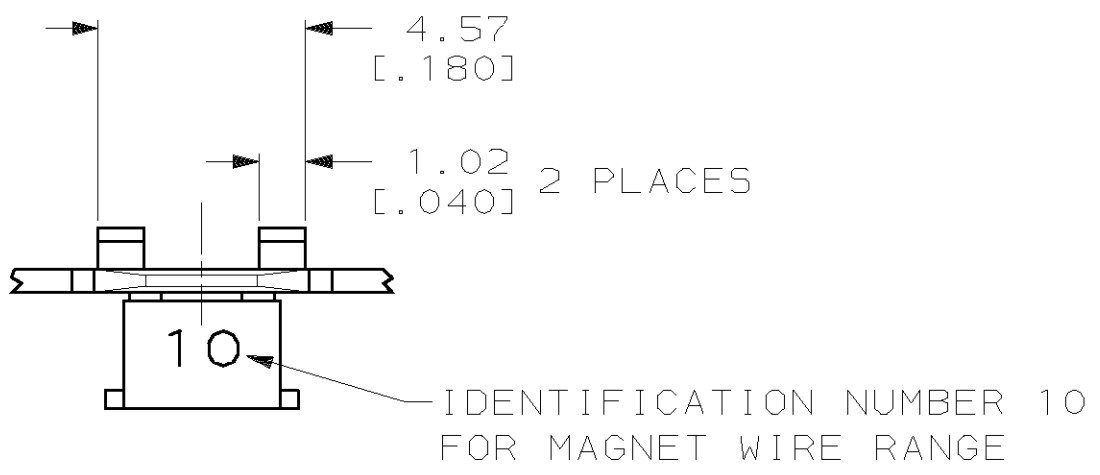 4.57
[.180]
1.02
[.040]
2 PLACES
10
IDENTIFICATION NUMBER 10
FOR MAGNET WIRE RANGE